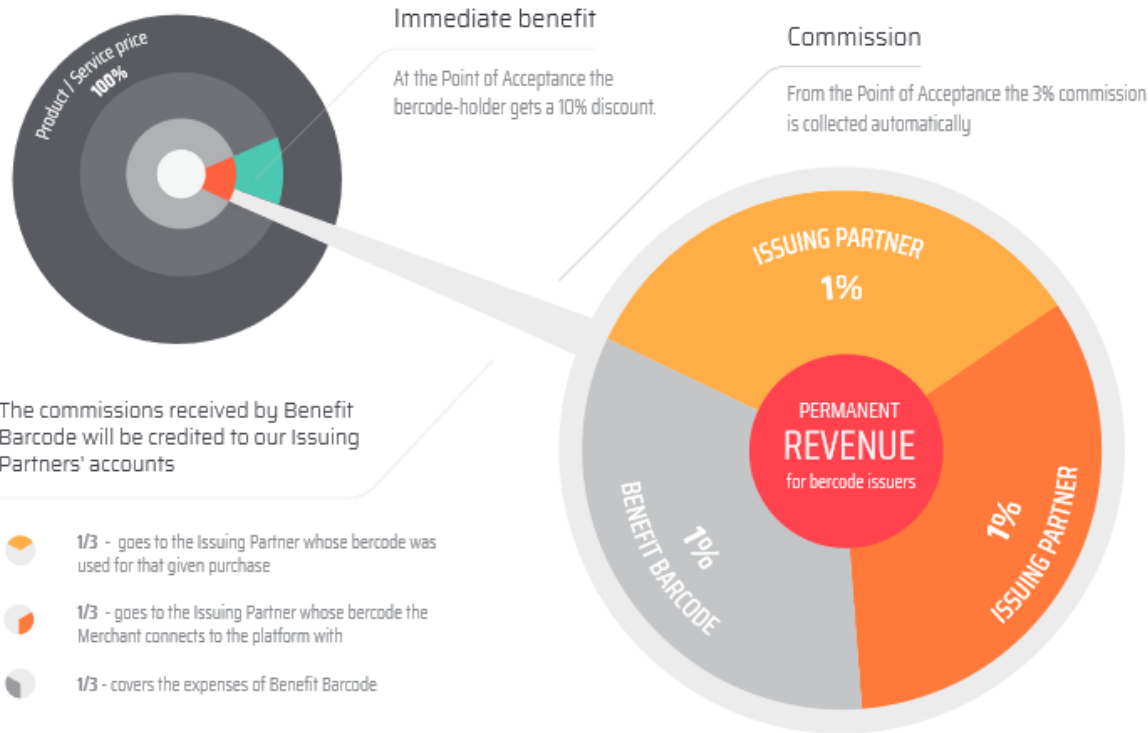 Product / Service price
100%
Immediate benefit
At the Point of Acceptance the
bercode-holder gets a 10% discount.
Commission
From the Point of Acceptance the 3% commission
is collected automatically
ISSUING PARTNER
1%
PERMANENT
REVENUE
for bercode issuers
1%
ISSUING PARTNER
1%
BENEFIT BARCODE
The commissions received by Benefit
Barcode will be credited to our Issuing
Partners' accounts
1/3 - goes to the Issuing Partner whose bercode was
used for that given purchase
1/3 - goes to the Issuing Partner whose bercode the
Merchant connects to the platform with
1/3 - covers the expenses of Benefit Barcode